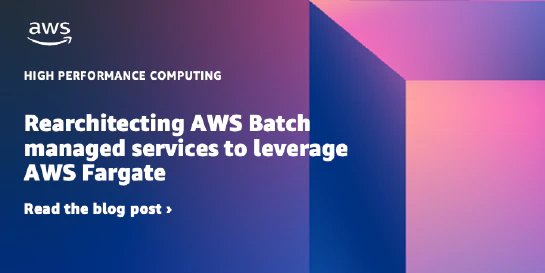 aws
HIGH PERFORMANCE COMPUTING
Rearchitecting AWS Batch
managed services to leverage
AWS Fargate
Read the blog post ›